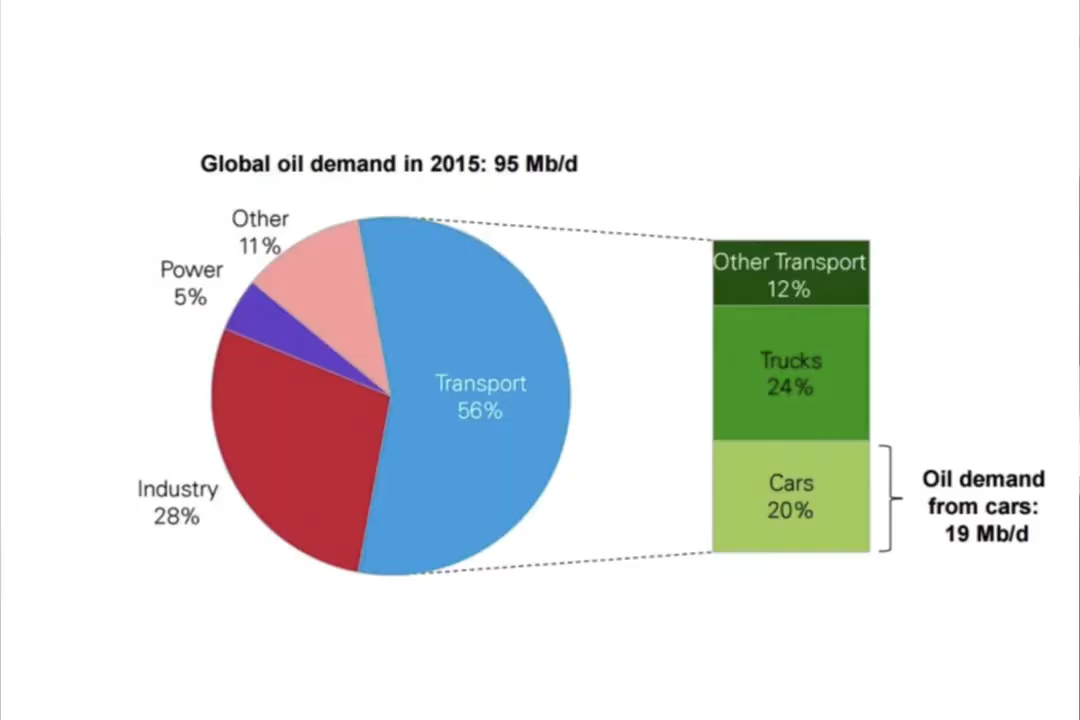 Global oil demand in 2015: 95 Mb/d
Other
11%
Power
5%
Transport
56%
Industry
28%
Other Transport
12%
Trucks
24%
Cars
20%
Oil demand
from cars:
19 Mb/d